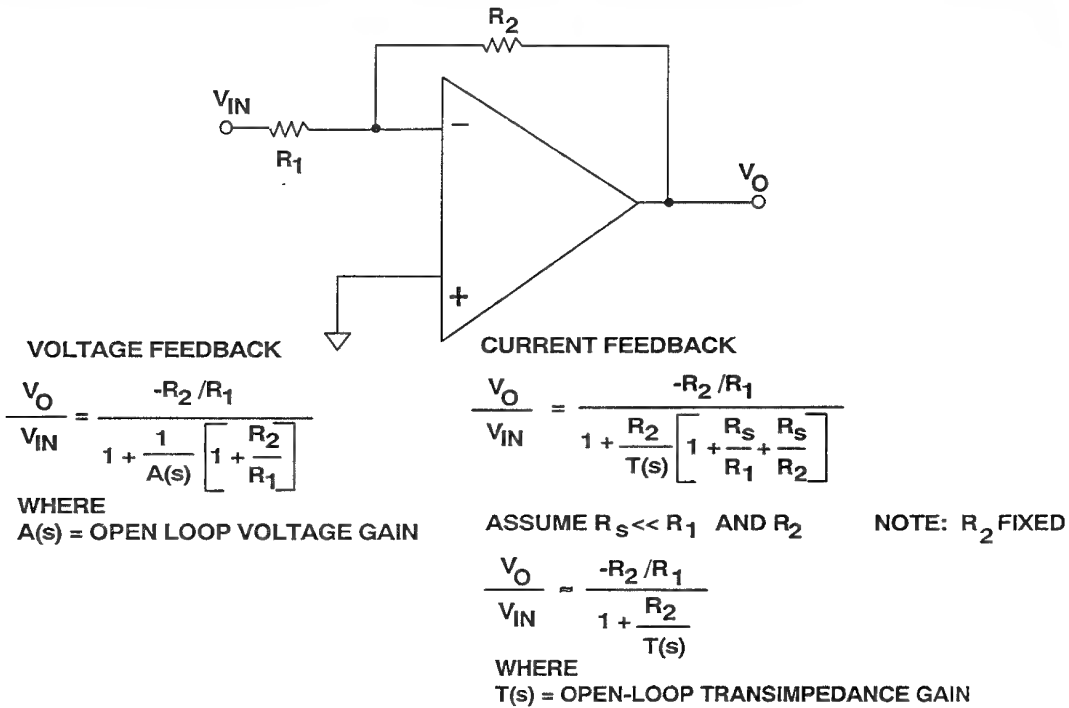 R2
VIN
R1
−
+
VO
VOLTAGE FEEDBACK
VO / VIN = -R2 /R1 / 1 + 1 / A(s) [1 + R2 / R1]
WHERE
A(s) = OPEN LOOP VOLTAGE GAIN
CURRENT FEEDBACK
VO / VIN = -R2 /R1 / 1 + R2 / T(s) [1 + Rs / R1 + Rs / R2]
ASSUME Rs << R1 AND R2
NOTE: R2 FIXED
VO / VIN ≈ -R2 /R1 / 1 + R2 / T(s)
WHERE
T(s) = OPEN-LOOP TRANSIMPEDANCE GAIN